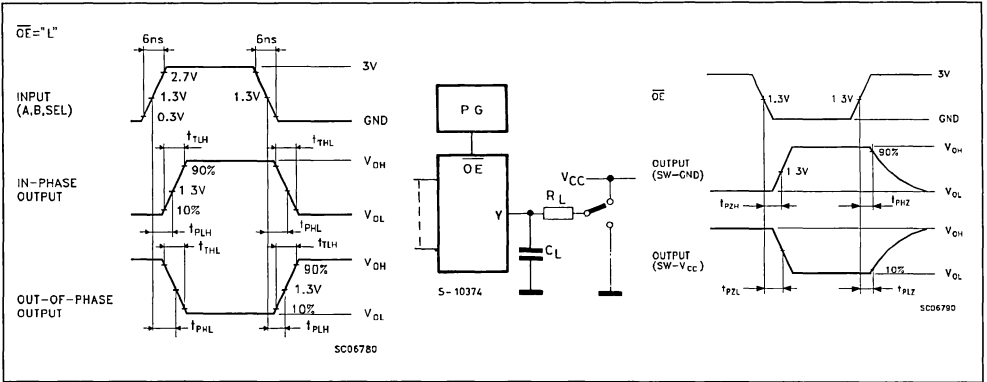 OE="L"
6ns
6ns
INPUT
(A,B,SEL)
2.7V
1.3V
0.3V
1.3V
3V
GND
tTLH
tTHL
IN-PHASE
OUTPUT
90%
1.3V
10%
VOH
VOL
tPLH
tPHL
tTHL
tTLH
OUT-OF-PHASE
OUTPUT
90%
1.3V
10%
VOH
VOL
tPHL
tPLH
SC06780
PG
OE
Y
VCC
RL
CL
S-10374
OE
1.3V
1 3V
3V
GND
OUTPUT
(SW-GND)
1 3V
90%
VOH
VOL
tPZH
tPHZ
OUTPUT
(SW-VCC)
10%
VOH
VOL
tPZL
tPLZ
SC06790